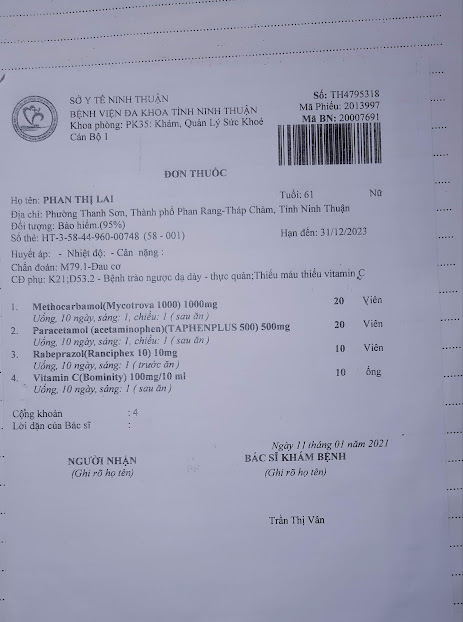 SỞ Y TẾ NINH THUẬN
BỆNH VIỆN ĐA KHOA TỈNH NINH THUẬN
Khoa phòng: PK35: Khám, Quản Lý Sức Khoẻ
Cán Bộ 1
Số: TH4795318
Mã Phiếu: 2013997
Mã BN: 20007691
ĐƠN THUỐC
Họ tên: PHAN THỊ LAI Tuổi: 61 Nữ
Địa chỉ: Phường Thanh Sơn, Thành phố Phan Rang-Tháp Chàm, Tỉnh Ninh Thuận
Đối tượng: Bảo hiểm.(95%)
Số thẻ: HT-3-58-44-960-00748 (58 - 001) Hạn đến: 31/12/2023
Huyết áp: - Nhiệt độ: - Cân nặng :
Chẩn đoán: M79.1-Đau cơ
CĐ phụ: K21;D53.2 - Bệnh trào ngược dạ dày - thực quản;Thiếu máu thiếu vitamin C
1. Methocarbamol(Mycotrova 1000) 1000mg 20 Viên
Uống, 10 ngày, sáng: 1, chiều: 1 ( sau ăn )
2. Paracetamol (acetaminophen)(TAPHENPLUS 500) 500mg 20 Viên
Uống, 10 ngày, sáng: 1, chiều: 1 ( sau ăn )
3. Rabeprazol(Ranciphex 10) 10mg 10 Viên
Uống, 10 ngày, sáng: 1 ( trước ăn )
4. Vitamin C(Bominity) 100mg/10 ml 10 ống
Uống, 10 ngày, sáng: 1 ( sau ăn )
Cộng khoản : 4
Lời dặn của Bác sĩ :
Ngày 11 tháng 01 năm 2021
NGƯỜI NHẬN BÁC SĨ KHÁM BỆNH
(Ghi rõ họ tên) (Ghi rõ họ tên)
Trần Thị Vân